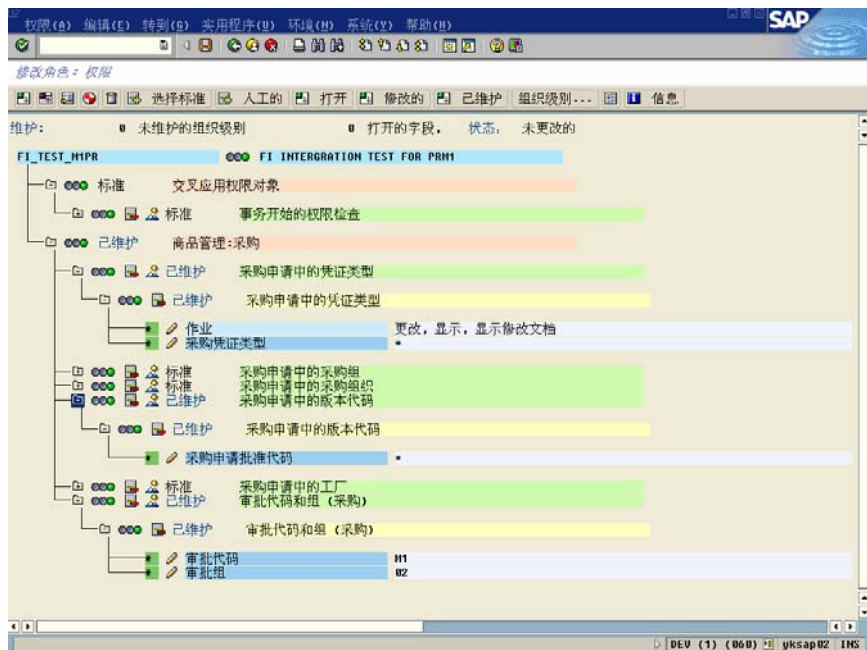 权限(A) 编辑(E) 转到(G) 实用程序(U) 环境(N) 系统(Y) 帮助(H)
SAP
修改角色: 权限
选择标准 人工的 打开 修改的 已维护 组织级别... 信息
维护: 0 未维护的组织级别 0 打开的字段, 状态: 未更改的
FI_TEST_M1PR FI INTERGRATION TEST FOR PRM1
标准 交叉应用权限对象
标准 事务开始的权限检查
已维护 商品管理:采购
已维护 采购申请中的凭证类型
已维护 采购申请中的凭证类型
作业 更改, 显示, 显示修改文档
采购凭证类型 *
标准 采购申请中的采购组
标准 采购申请中的采购组织
已维护 采购申请中的版本代码
已维护 采购申请中的版本代码
采购申请批准代码 *
标准 采购申请中的工厂
已维护 审批代码和组 (采购)
已维护 审批代码和组 (采购)
审批代码 M1
审批组 02
DEV (1) (060) yksap02 INS